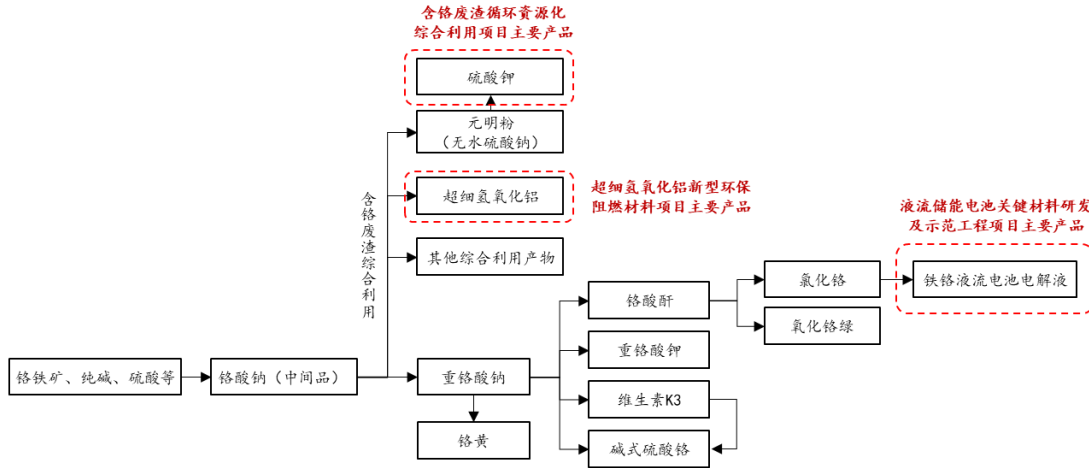 含铬废渣循环资源化
综合利用项目主要产品
硫酸钾
元明粉
（无水硫酸钠）
超细氢氧化铝
超细氢氧化铝新型环保
阻燃材料项目主要产品
含铬废渣综合利用
其他综合利用产物
液流储能电池关键材料研发
及示范工程项目主要产品
铬酸酐
氯化铬
铁铬液流电池电解液
氧化铬绿
重铬酸钾
铬铁矿、纯碱、硫酸等
铬酸钠（中间品）
重铬酸钠
维生素K3
铬黄
碱式硫酸铬